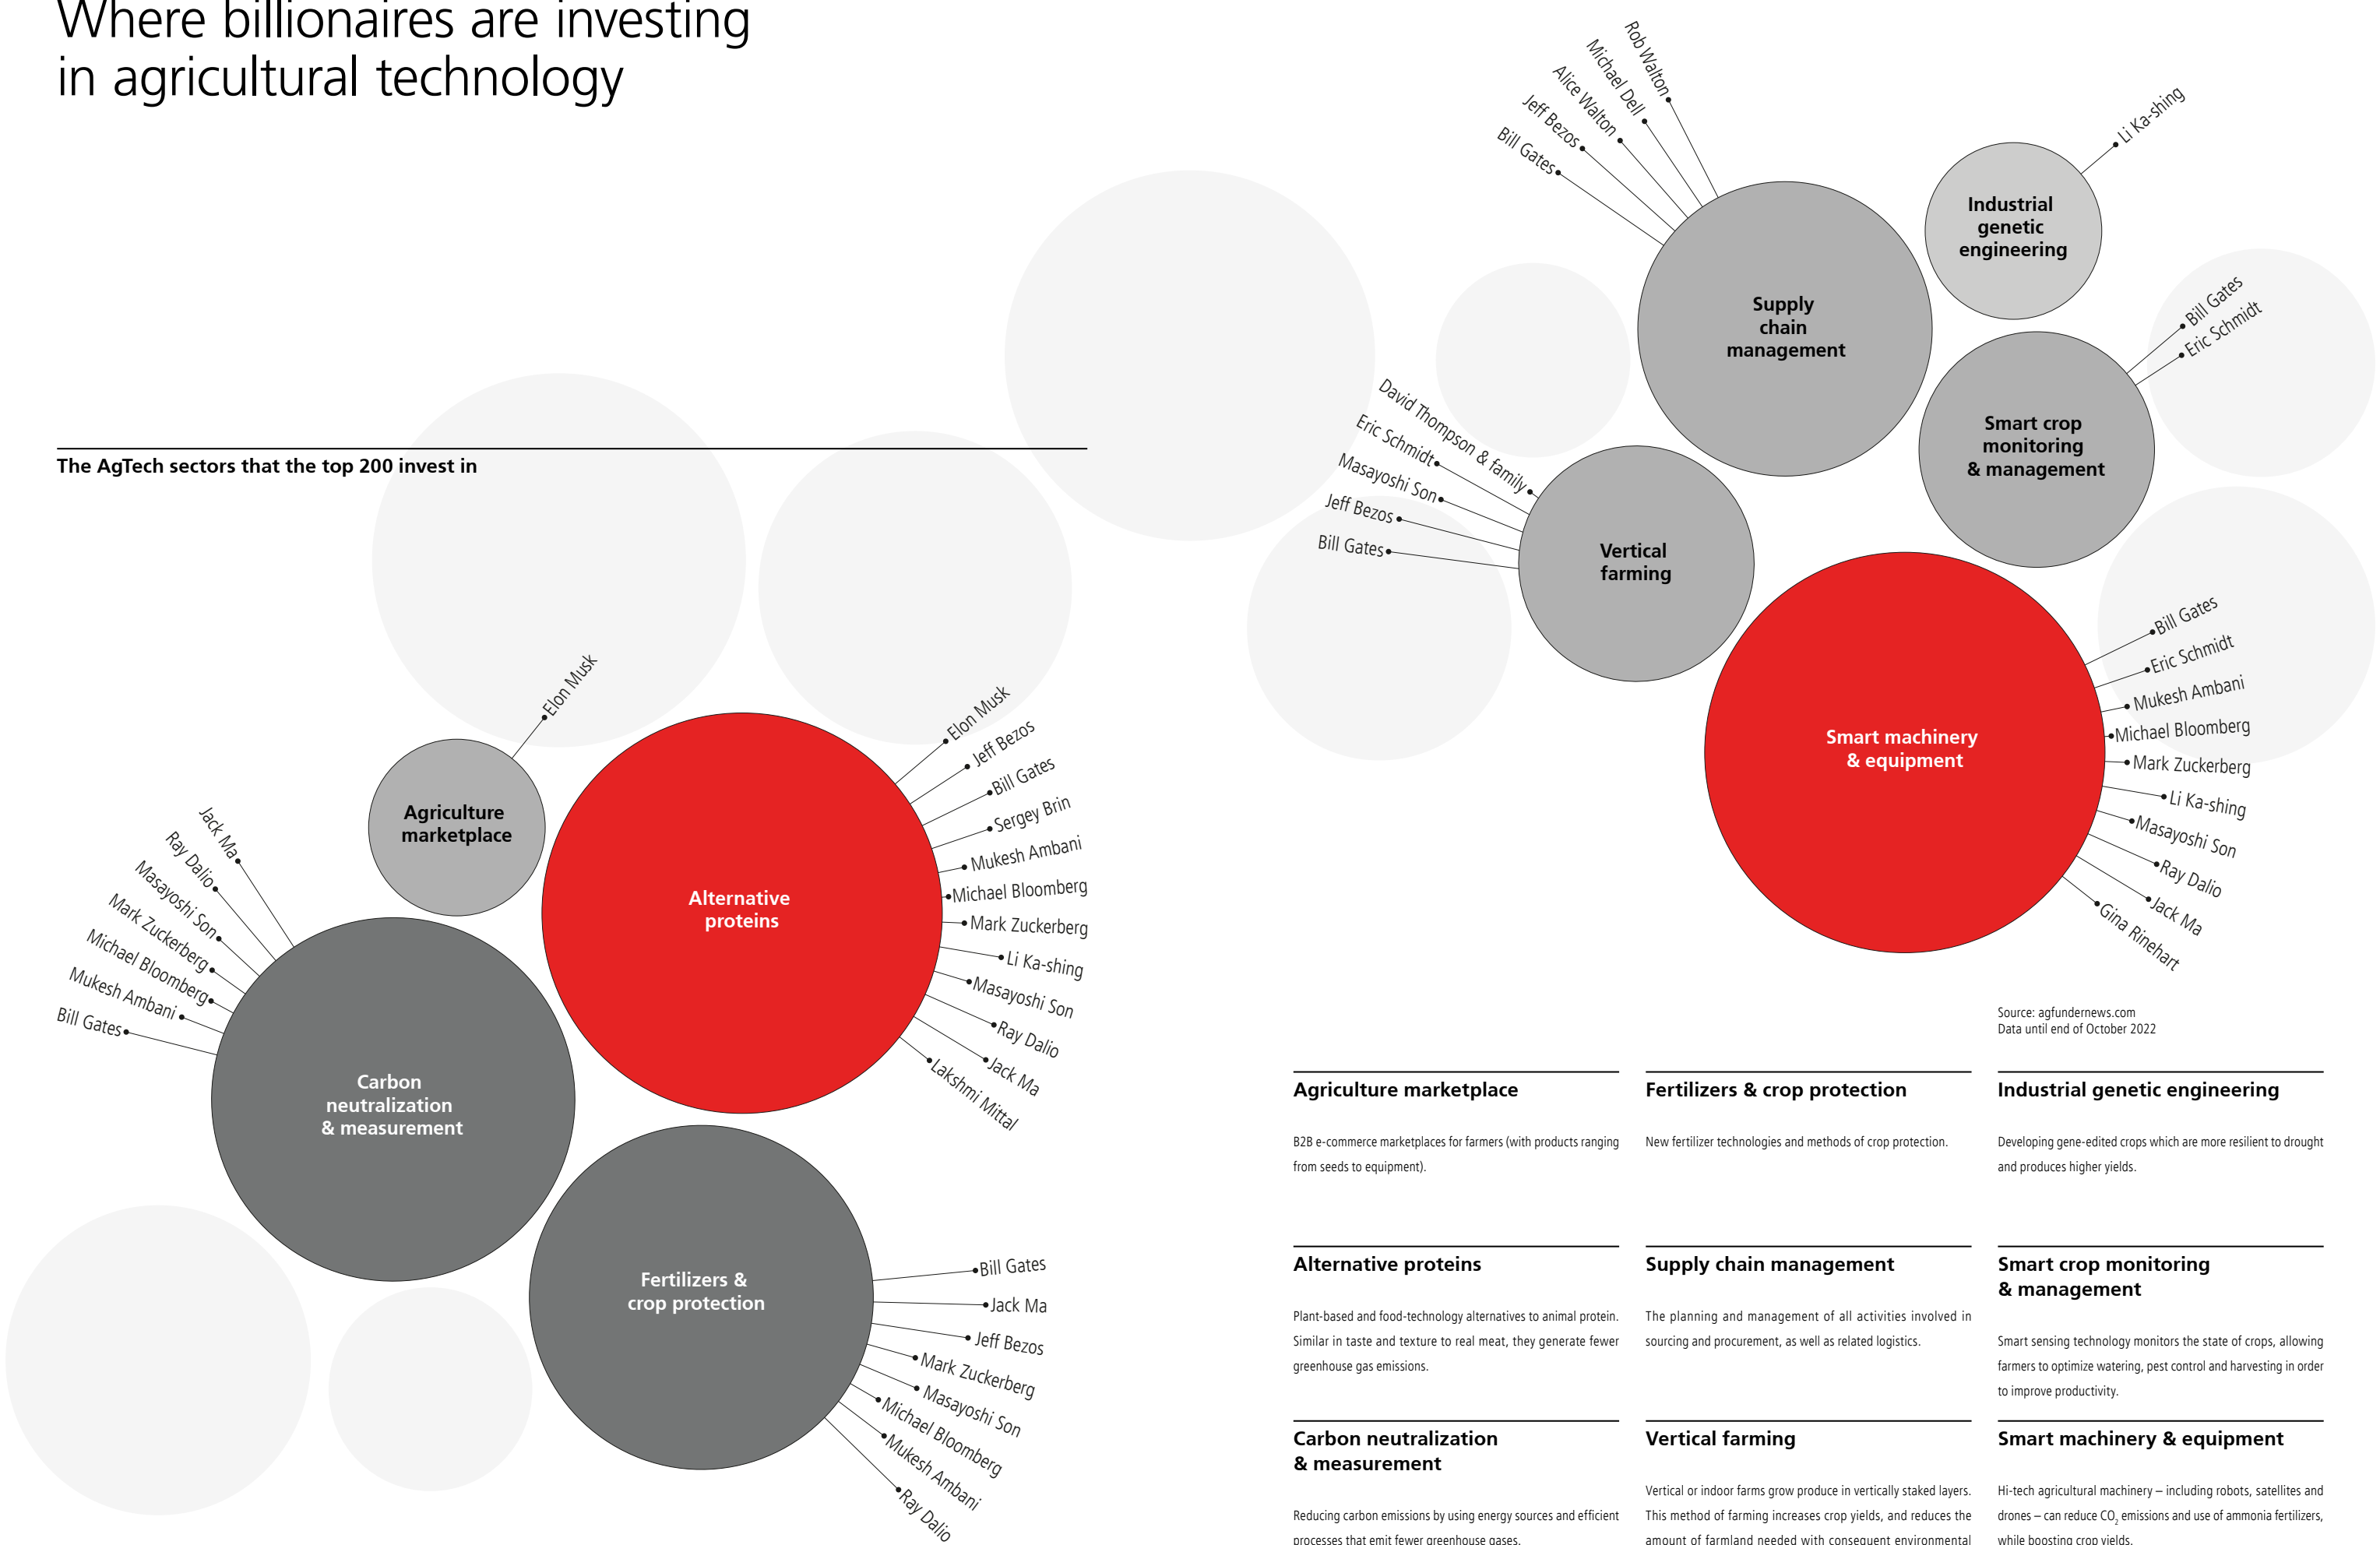 Where billionaires are investing
in agricultural technology
The AgTech sectors that the top 200 invest in
Agriculture
marketplace
Elon Musk
Alternative
proteins
Elon Musk
Jeff Bezos
Bill Gates
Sergey Brin
Mukesh Ambani
Michael Bloomberg
Mark Zuckerberg
Li Ka-shing
Masayoshi Son
Ray Dalio
Jack Ma
Lakshmi Mittal
Carbon
neutralization
& measurement
Jack Ma
Ray Dalio
Masayoshi Son
Mark Zuckerberg
Michael Bloomberg
Mukesh Ambani
Bill Gates
Fertilizers &
crop protection
Bill Gates
Jack Ma
Jeff Bezos
Mark Zuckerberg
Masayoshi Son
Michael Bloomberg
Mukesh Ambani
Ray Dalio
Supply
chain
management
Rob Walton
Michael Dell
Alice Walton
Jeff Bezos
Bill Gates
Industrial
genetic
engineering
Li Ka-shing
Smart crop
monitoring
& management
Bill Gates
Eric Schmidt
Vertical
farming
David Thompson & family
Eric Schmidt
Masayoshi Son
Jeff Bezos
Bill Gates
Smart machinery
& equipment
Bill Gates
Eric Schmidt
Mukesh Ambani
Michael Bloomberg
Mark Zuckerberg
Li Ka-shing
Masayoshi Son
Ray Dalio
Jack Ma
Gina Rinehart
Source: agfundernews.com
Data until end of October 2022
Agriculture marketplace
B2B e-commerce marketplaces for farmers (with products ranging
from seeds to equipment).
Fertilizers & crop protection
New fertilizer technologies and methods of crop protection.
Industrial genetic engineering
Developing gene-edited crops which are more resilient to drought
and produces higher yields.
Alternative proteins
Plant-based and food-technology alternatives to animal protein.
Similar in taste and texture to real meat, they generate fewer
greenhouse gas emissions.
Supply chain management
The planning and management of all activities involved in
sourcing and procurement, as well as related logistics.
Smart crop monitoring
& management
Smart sensing technology monitors the state of crops, allowing
farmers to optimize watering, pest control and harvesting in order
to improve productivity.
Carbon neutralization
& measurement
Reducing carbon emissions by using energy sources and efficient
processes that emit fewer greenhouse gases.
Vertical farming
Vertical or indoor farms grow produce in vertically staked layers.
This method of farming increases crop yields, and reduces the
amount of farmland needed with consequent environmental
Smart machinery & equipment
Hi-tech agricultural machinery – including robots, satellites and
drones – can reduce CO₂ emissions and use of ammonia fertilizers,
while boosting crop yields.